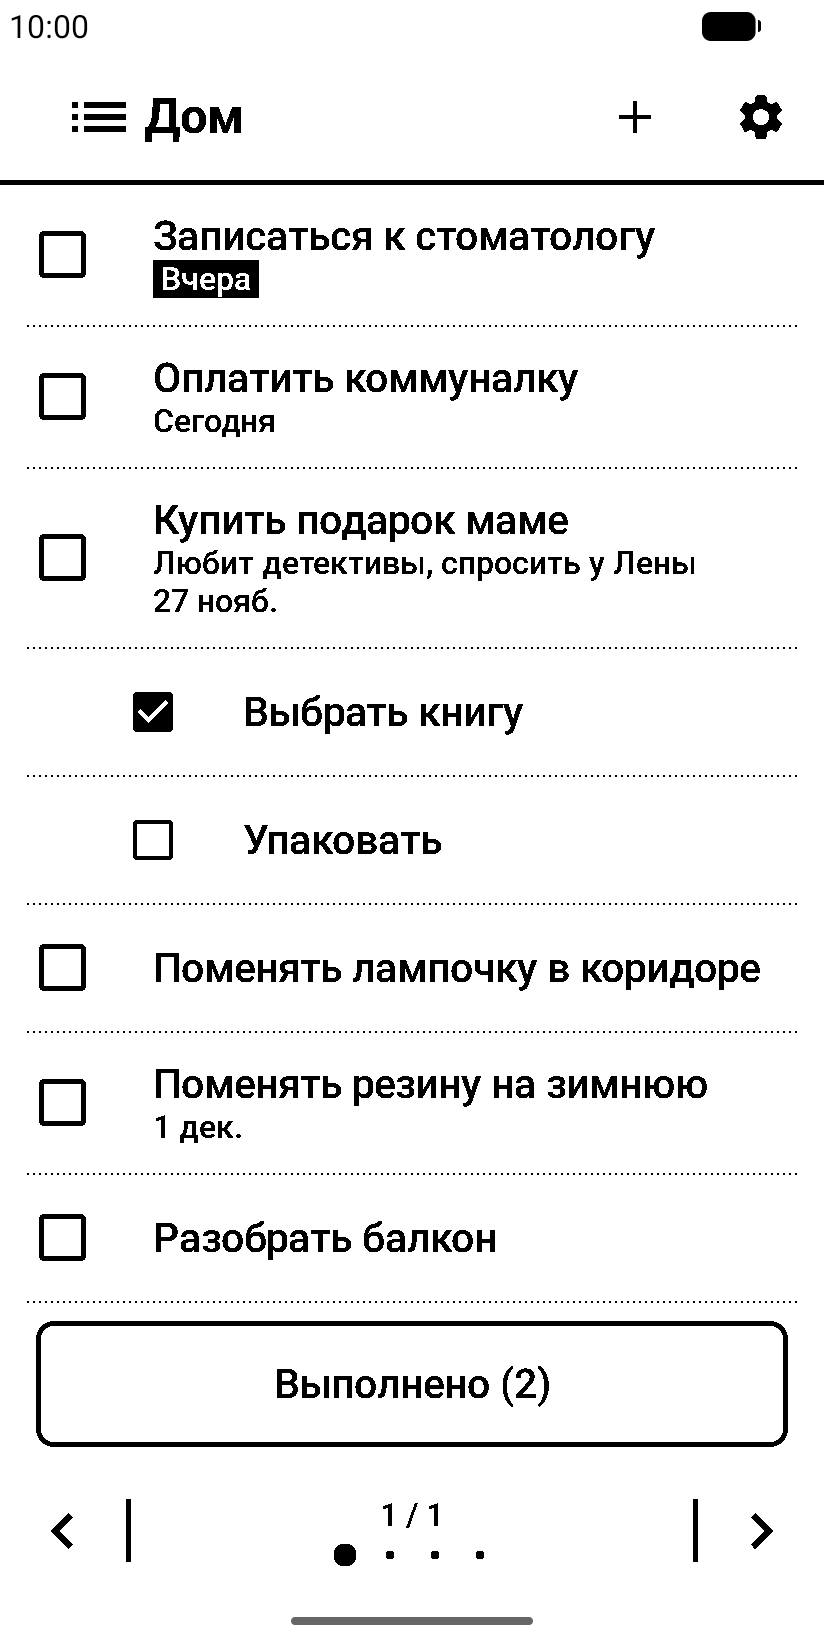 10:00
Дом
Записаться к стоматологу
Вчера
Оплатить коммуналку
Сегодня
Купить подарок маме
Любит детективы, спросить у Лены
27 нояб.
Выбрать книгу
Упаковать
Поменять лампочку в коридоре
Поменять резину на зимнюю
1 дек.
Разобрать балкон
Выполнено (2)
1 / 1